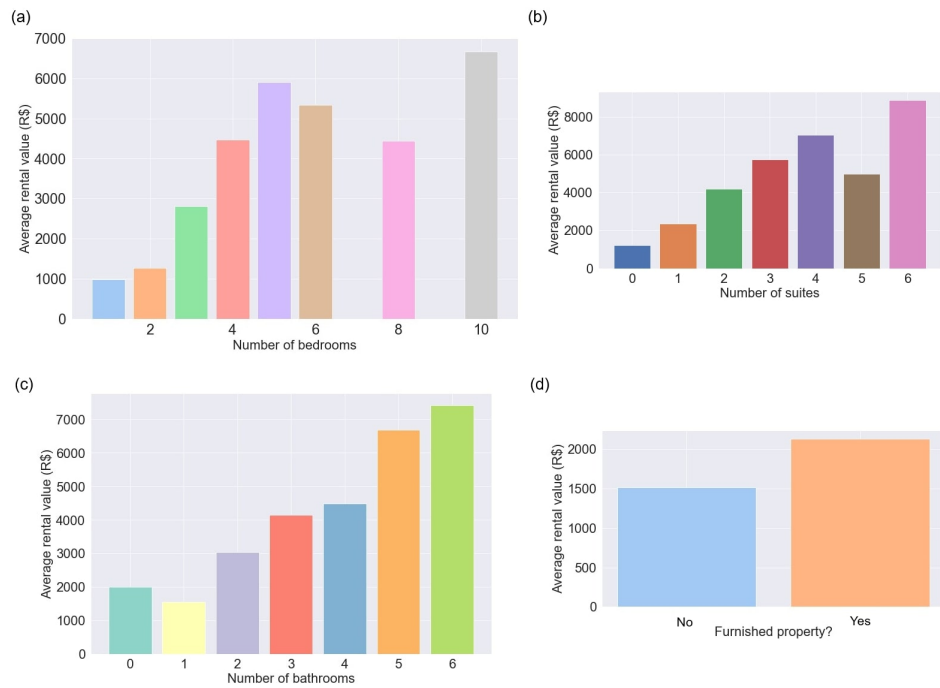 (a)
7000
6000
5000
4000
3000
2000
1000
0
Average rental value (R$)
2 4 6 8 10
Number of bedrooms
(b)
8000
6000
4000
2000
0
Average rental value (R$)
0 1 2 3 4 5 6
Number of suites
(c)
7000
6000
5000
4000
3000
2000
1000
0
Average rental value (R$)
0 1 2 3 4 5 6
Number of bathrooms
(d)
2000
1500
1000
500
0
Average rental value (R$)
No Yes
Furnished property?